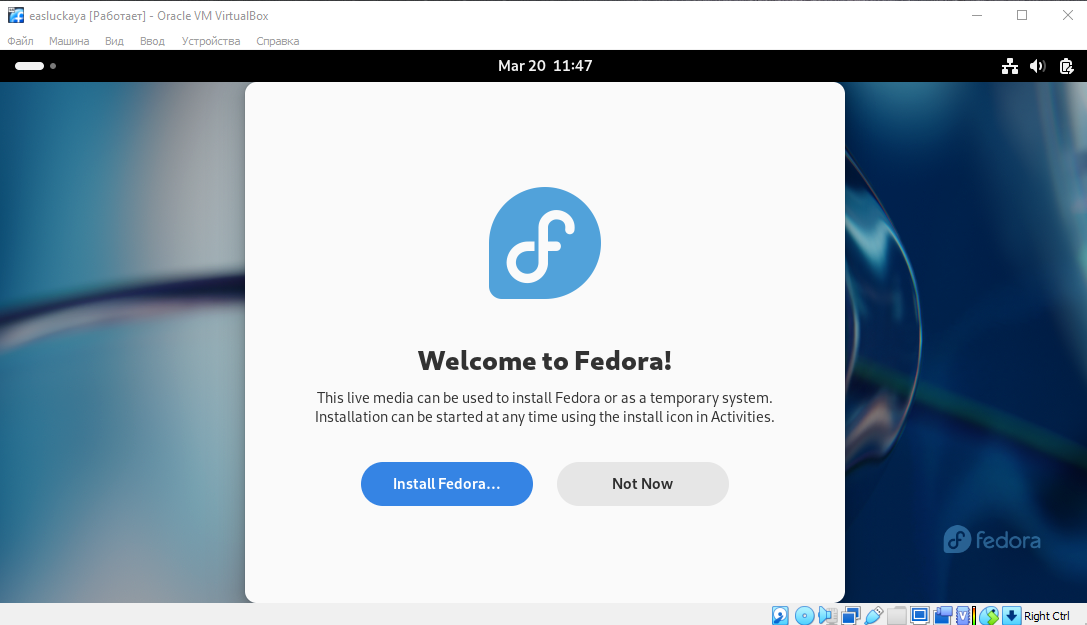 easluckaya [Работает] - Oracle VM VirtualBox
Файл Машина Вид Ввод Устройства Справка
Mar 20 11:47
Welcome to Fedora!
This live media can be used to install Fedora or as a temporary system.
Installation can be started at any time using the install icon in Activities.
Install Fedora... Not Now
fedora
Right Ctrl